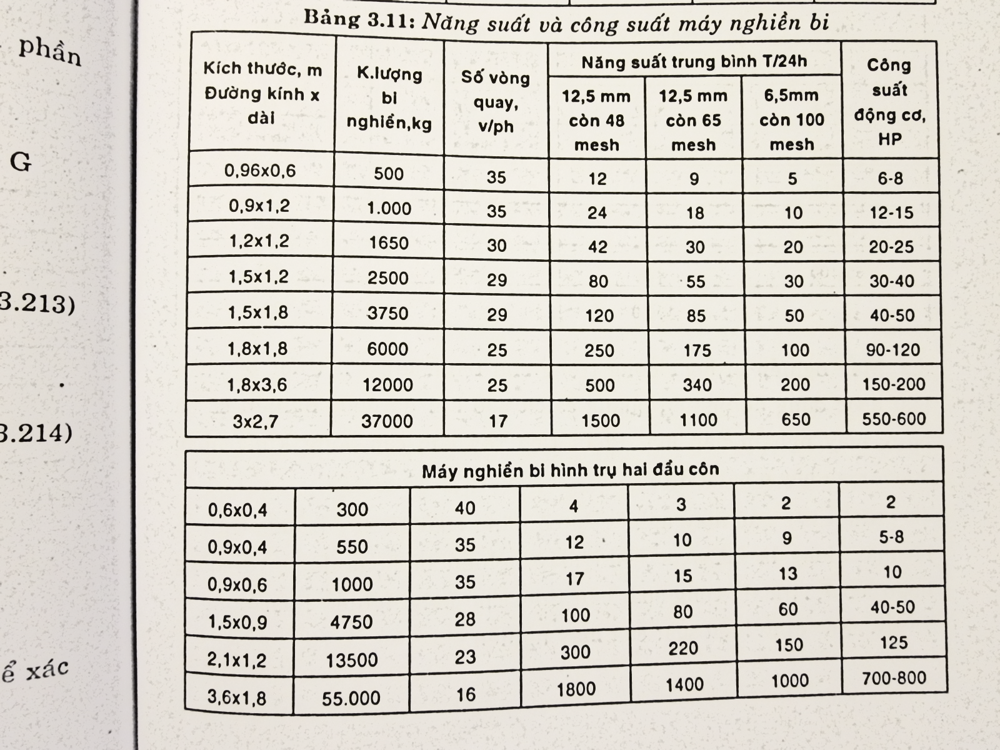 phần
G
3.213)
3.214)
ể xác
Bảng 3.11: Năng suất và công suất máy nghiền bi
Kích thước, m Đường kính x dài | K.lượng bi nghiền,kg | Số vòng quay, v/ph | Năng suất trung bình T/24h | Công suất động cơ, HP
12,5 mm còn 48 mesh | 12,5 mm còn 65 mesh | 6,5mm còn 100 mesh
0,96x0,6 | 500 | 35 | 12 | 9 | 5 | 6-8
0,9x1,2 | 1.000 | 35 | 24 | 18 | 10 | 12-15
1,2x1,2 | 1650 | 30 | 42 | 30 | 20 | 20-25
1,5x1,2 | 2500 | 29 | 80 | 55 | 30 | 30-40
1,5x1,8 | 3750 | 29 | 120 | 85 | 50 | 40-50
1,8x1,8 | 6000 | 25 | 250 | 175 | 100 | 90-120
1,8x3,6 | 12000 | 25 | 500 | 340 | 200 | 150-200
3x2,7 | 37000 | 17 | 1500 | 1100 | 650 | 550-600
Máy nghiền bi hình trụ hai đầu côn
0,6x0,4 | 300 | 40 | 4 | 3 | 2 | 2
0,9x0,4 | 550 | 35 | 12 | 10 | 9 | 5-8
0,9x0,6 | 1000 | 35 | 17 | 15 | 13 | 10
1,5x0,9 | 4750 | 28 | 100 | 80 | 60 | 40-50
2,1x1,2 | 13500 | 23 | 300 | 220 | 150 | 125
3,6x1,8 | 55.000 | 16 | 1800 | 1400 | 1000 | 700-800